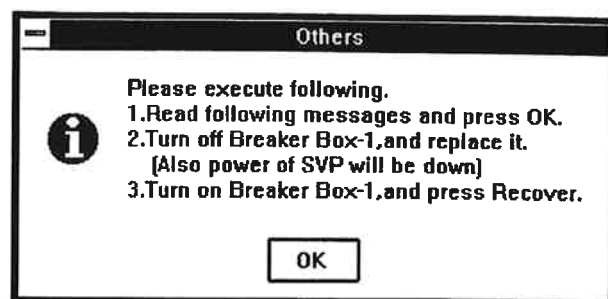 Others
Please execute following.
1.Read following messages and press OK.
2.Turn off Breaker Box-1,and replace it.
(Also power of SVP will be down)
3.Turn on Breaker Box-1,and press Recover.
OK